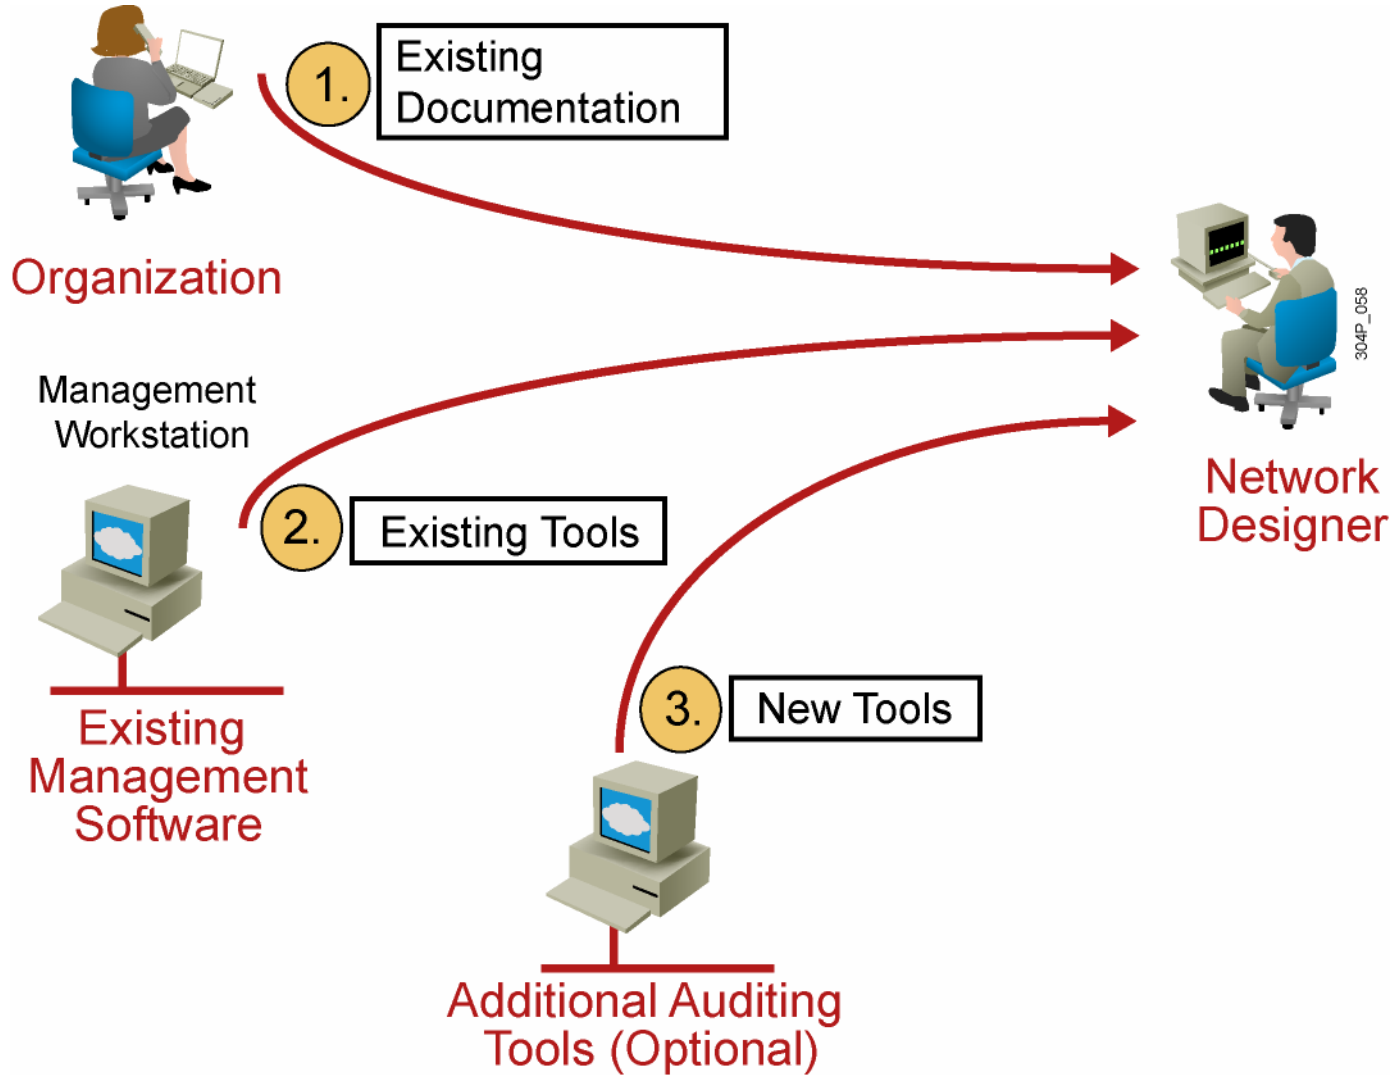 1.
Existing
Documentation
Organization
304P_058
Management
Workstation
Network
Designer
2.
Existing Tools
3.
New Tools
Existing
Management
Software
Additional Auditing
Tools (Optional)